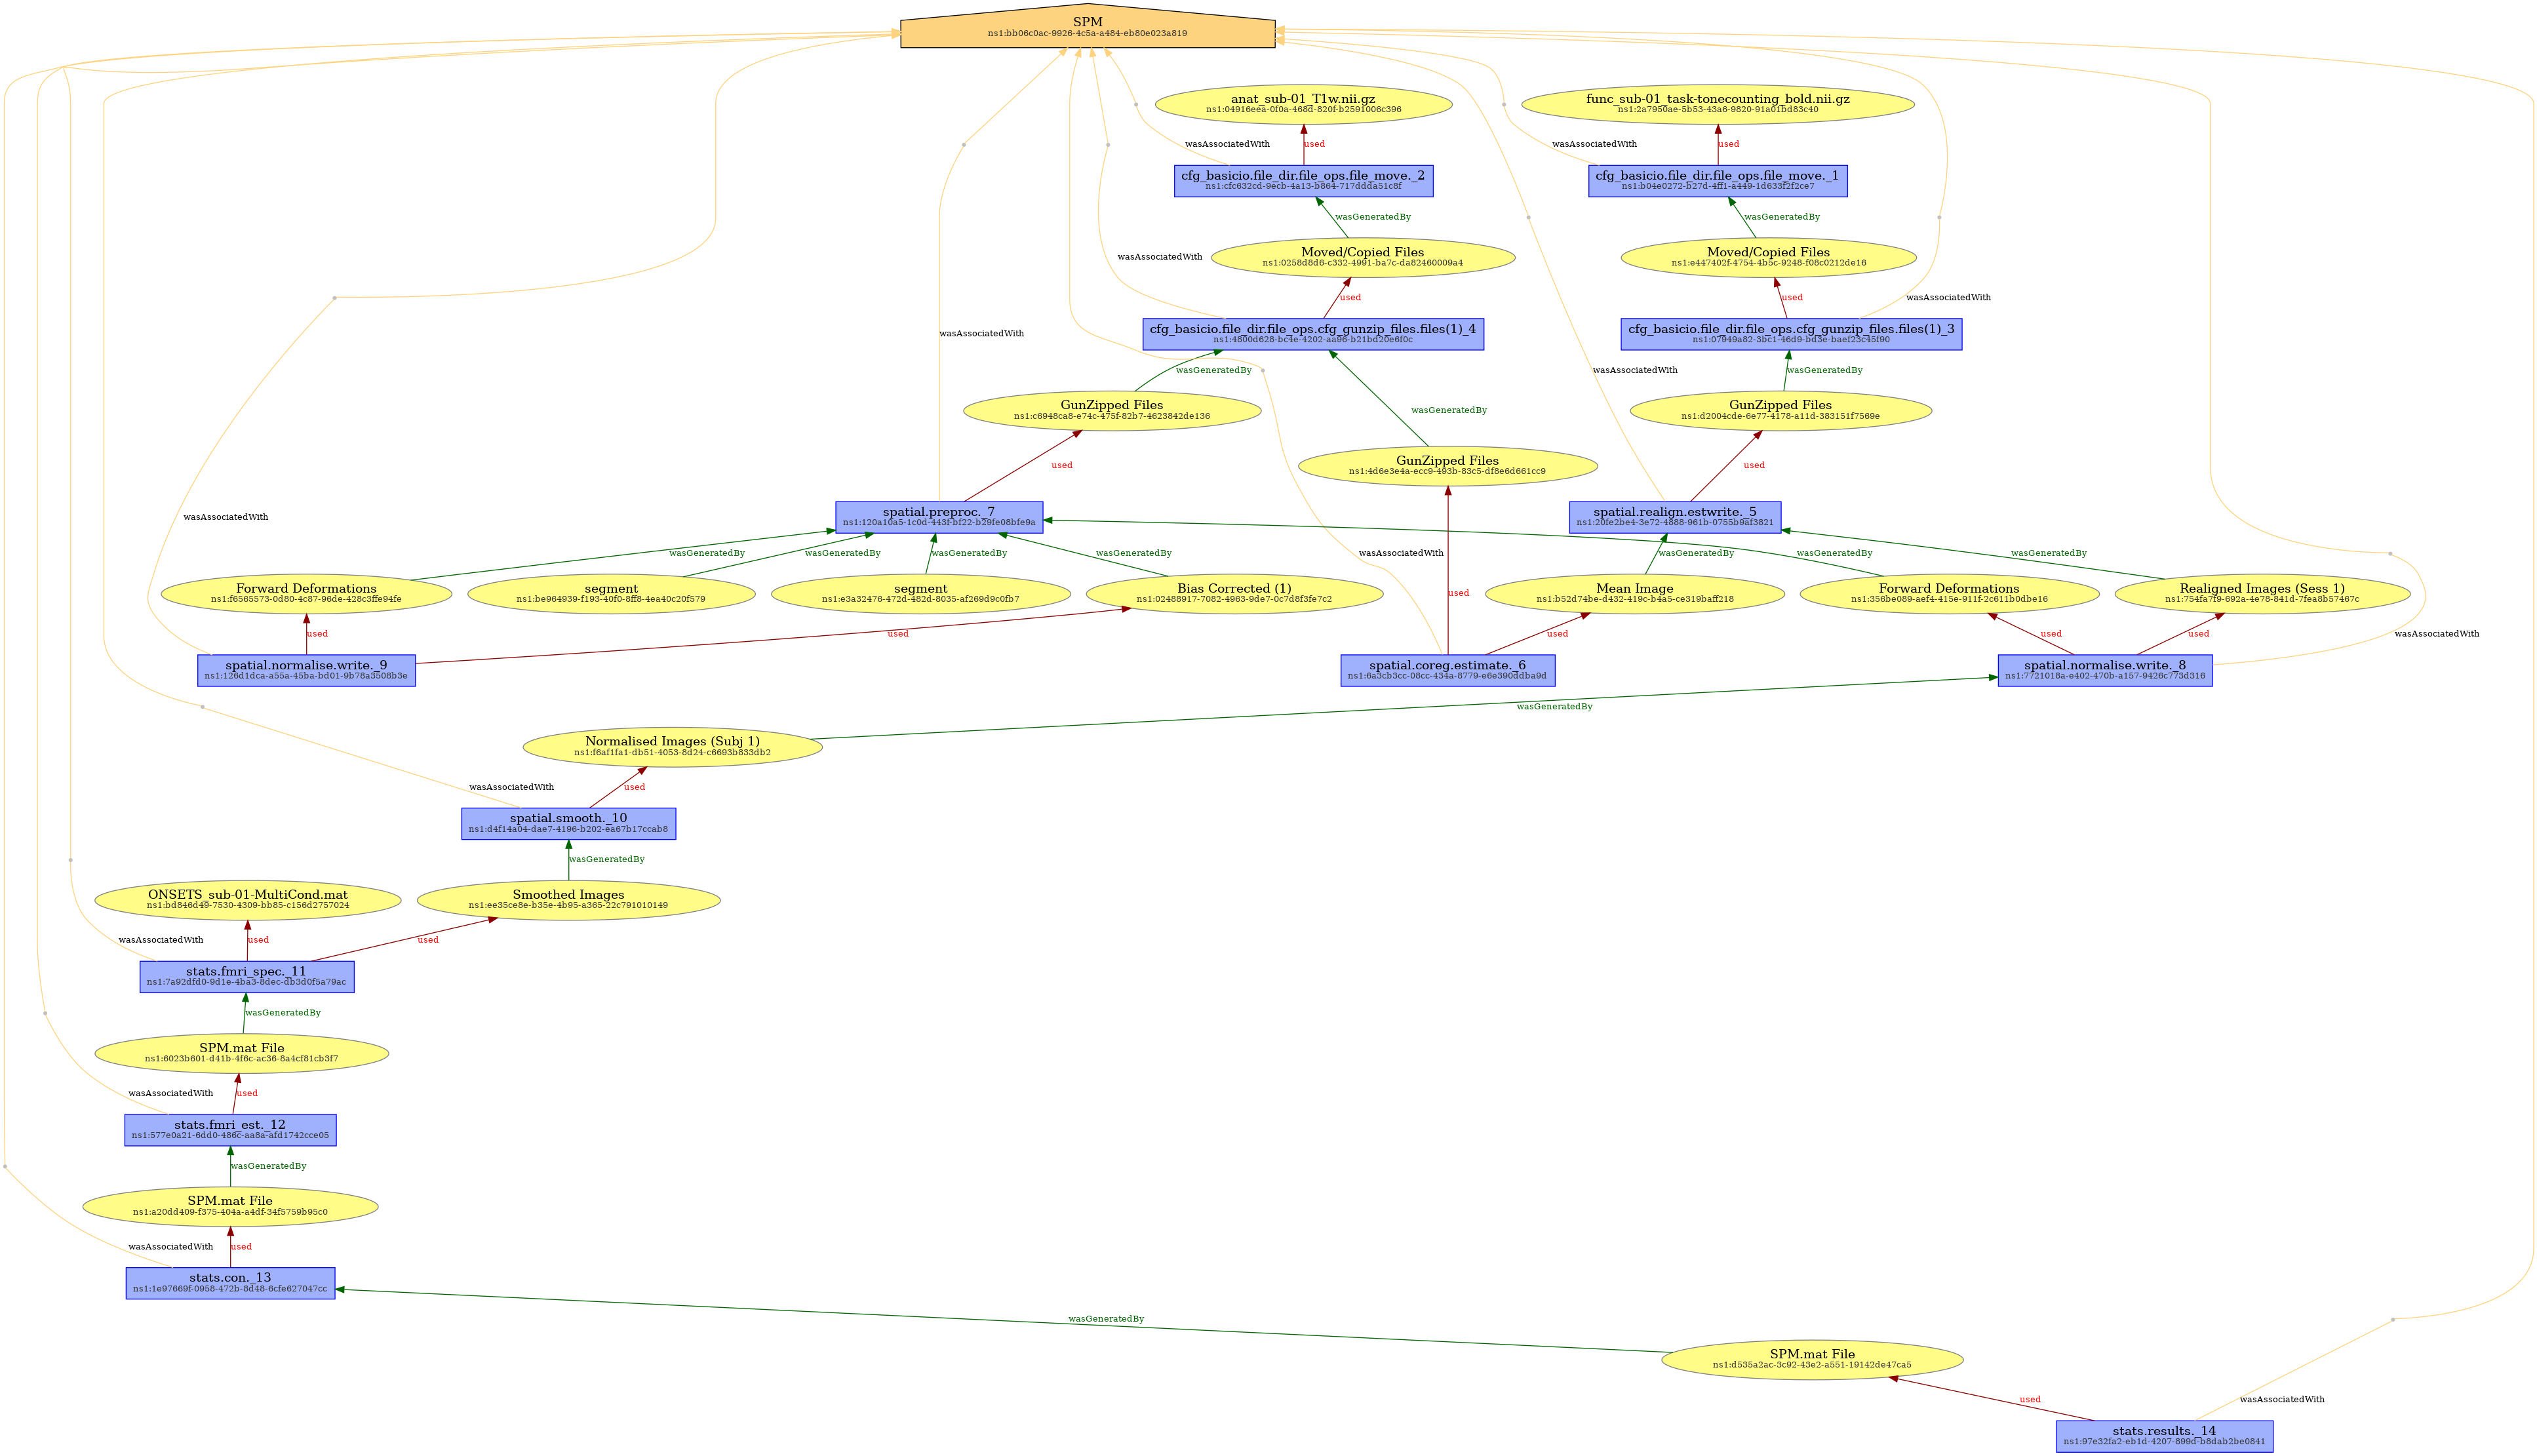 SPM
ns1:bb06c0ac-9926-4c5a-a484-eb80e023a819
anat_sub-01_T1w.nii.gz
ns1:04916eea-0f0a-468d-820f-b2591006c396
func_sub-01_task-tonecounting_bold.nii.gz
ns1:2a7950ae-5b53-43a6-9820-91a01bd83c40
wasAssociatedWith
used
wasAssociatedWith
used
cfg_basicio.file_dir.file_ops.file_move._2
ns1:cfc632cd-9ecb-4a13-b864-717ddda51c8f
cfg_basicio.file_dir.file_ops.file_move._1
ns1:b04e0272-b27d-4ff1-a449-1d633f2f2ce7
wasGeneratedBy
wasGeneratedBy
Moved/Copied Files
ns1:0258d8d6-c332-4991-ba7c-da82460009a4
Moved/Copied Files
ns1:e447402f-4754-4b5c-9248-f08c0212de16
wasAssociatedWith
used
used
wasAssociatedWith
wasAssociatedWith
cfg_basicio.file_dir.file_ops.cfg_gunzip_files.files(1)_4
ns1:4800d628-bc4e-4202-aa96-b21bd20e6f0c
cfg_basicio.file_dir.file_ops.cfg_gunzip_files.files(1)_3
ns1:07949a82-3bc1-46d9-bd3e-baef23c45f90
wasGeneratedBy
wasAssociatedWith
wasGeneratedBy
GunZipped Files
ns1:c6948ca8-e74c-475f-82b7-4623842de136
wasGeneratedBy
GunZipped Files
ns1:d2004cde-6e77-4178-a11d-383151f7569e
GunZipped Files
ns1:4d6e3e4a-ecc9-493b-83c5-df8e6d661cc9
used
used
wasAssociatedWith
spatial.preproc._7
ns1:120a10a5-1c0d-443f-bf22-b29fe08bfe9a
spatial.realign.estwrite._5
ns1:20fe2be4-3e72-4888-961b-0755b9af3821
wasGeneratedBy
wasGeneratedBy
wasGeneratedBy
wasGeneratedBy
wasAssociatedWith
wasGeneratedBy
wasGeneratedBy
wasGeneratedBy
Forward Deformations
ns1:f6565573-0d80-4c87-96de-428c3ffe94fe
segment
ns1:be964939-f193-40f0-8ff8-4ea40c20f579
segment
ns1:e3a32476-472d-482d-8035-af269d9c0fb7
Bias Corrected (1)
ns1:02488917-7082-4963-9de7-0c7d8f3fe7c2
used
Mean Image
ns1:b52d74be-d432-419c-b4a5-ce319baff218
Forward Deformations
ns1:356be089-aef4-415e-911f-2c611b0dbe16
Realigned Images (Sess 1)
ns1:754fa7f9-692a-4e78-841d-7fea8b57467c
used
used
used
used
used
wasAssociatedWith
spatial.normalise.write._9
ns1:126d1dca-a55a-45ba-bd01-9b78a3508b3e
spatial.coreg.estimate._6
ns1:6a3cb3cc-08cc-434a-8779-e6e390ddba9d
spatial.normalise.write._8
ns1:7721018a-e402-470b-a157-9426c773d316
wasGeneratedBy
Normalised Images (Subj 1)
ns1:f6af1fa1-db51-4053-8d24-c6693b833db2
wasAssociatedWith
used
spatial.smooth._10
ns1:d4f14a04-dae7-4196-b202-ea67b17ccab8
wasGeneratedBy
ONSETS_sub-01-MultiCond.mat
ns1:bd846d49-7530-4309-bb85-c156d2757024
Smoothed Images
ns1:ee35ce8e-b35e-4b95-a365-22c791010149
wasAssociatedWith
used
used
stats.fmri_spec._11
ns1:7a92dfd0-9d1e-4ba3-8dec-db3d0f5a79ac
wasGeneratedBy
SPM.mat File
ns1:6023b601-d41b-4f6c-ac36-8a4cf81cb3f7
wasAssociatedWith
used
stats.fmri_est._12
ns1:577e0a21-6dd0-486c-aa8a-afd1742cce05
wasGeneratedBy
SPM.mat File
ns1:a20dd409-f375-404a-a4df-34f5759b95c0
wasAssociatedWith
used
stats.con._13
ns1:1e97669f-0958-472b-8d48-6cfe627047cc
wasGeneratedBy
SPM.mat File
ns1:d535a2ac-3c92-43e2-a551-19142de47ca5
used
wasAssociatedWith
stats.results._14
ns1:97e32fa2-eb1d-4207-899d-b8dab2be0841